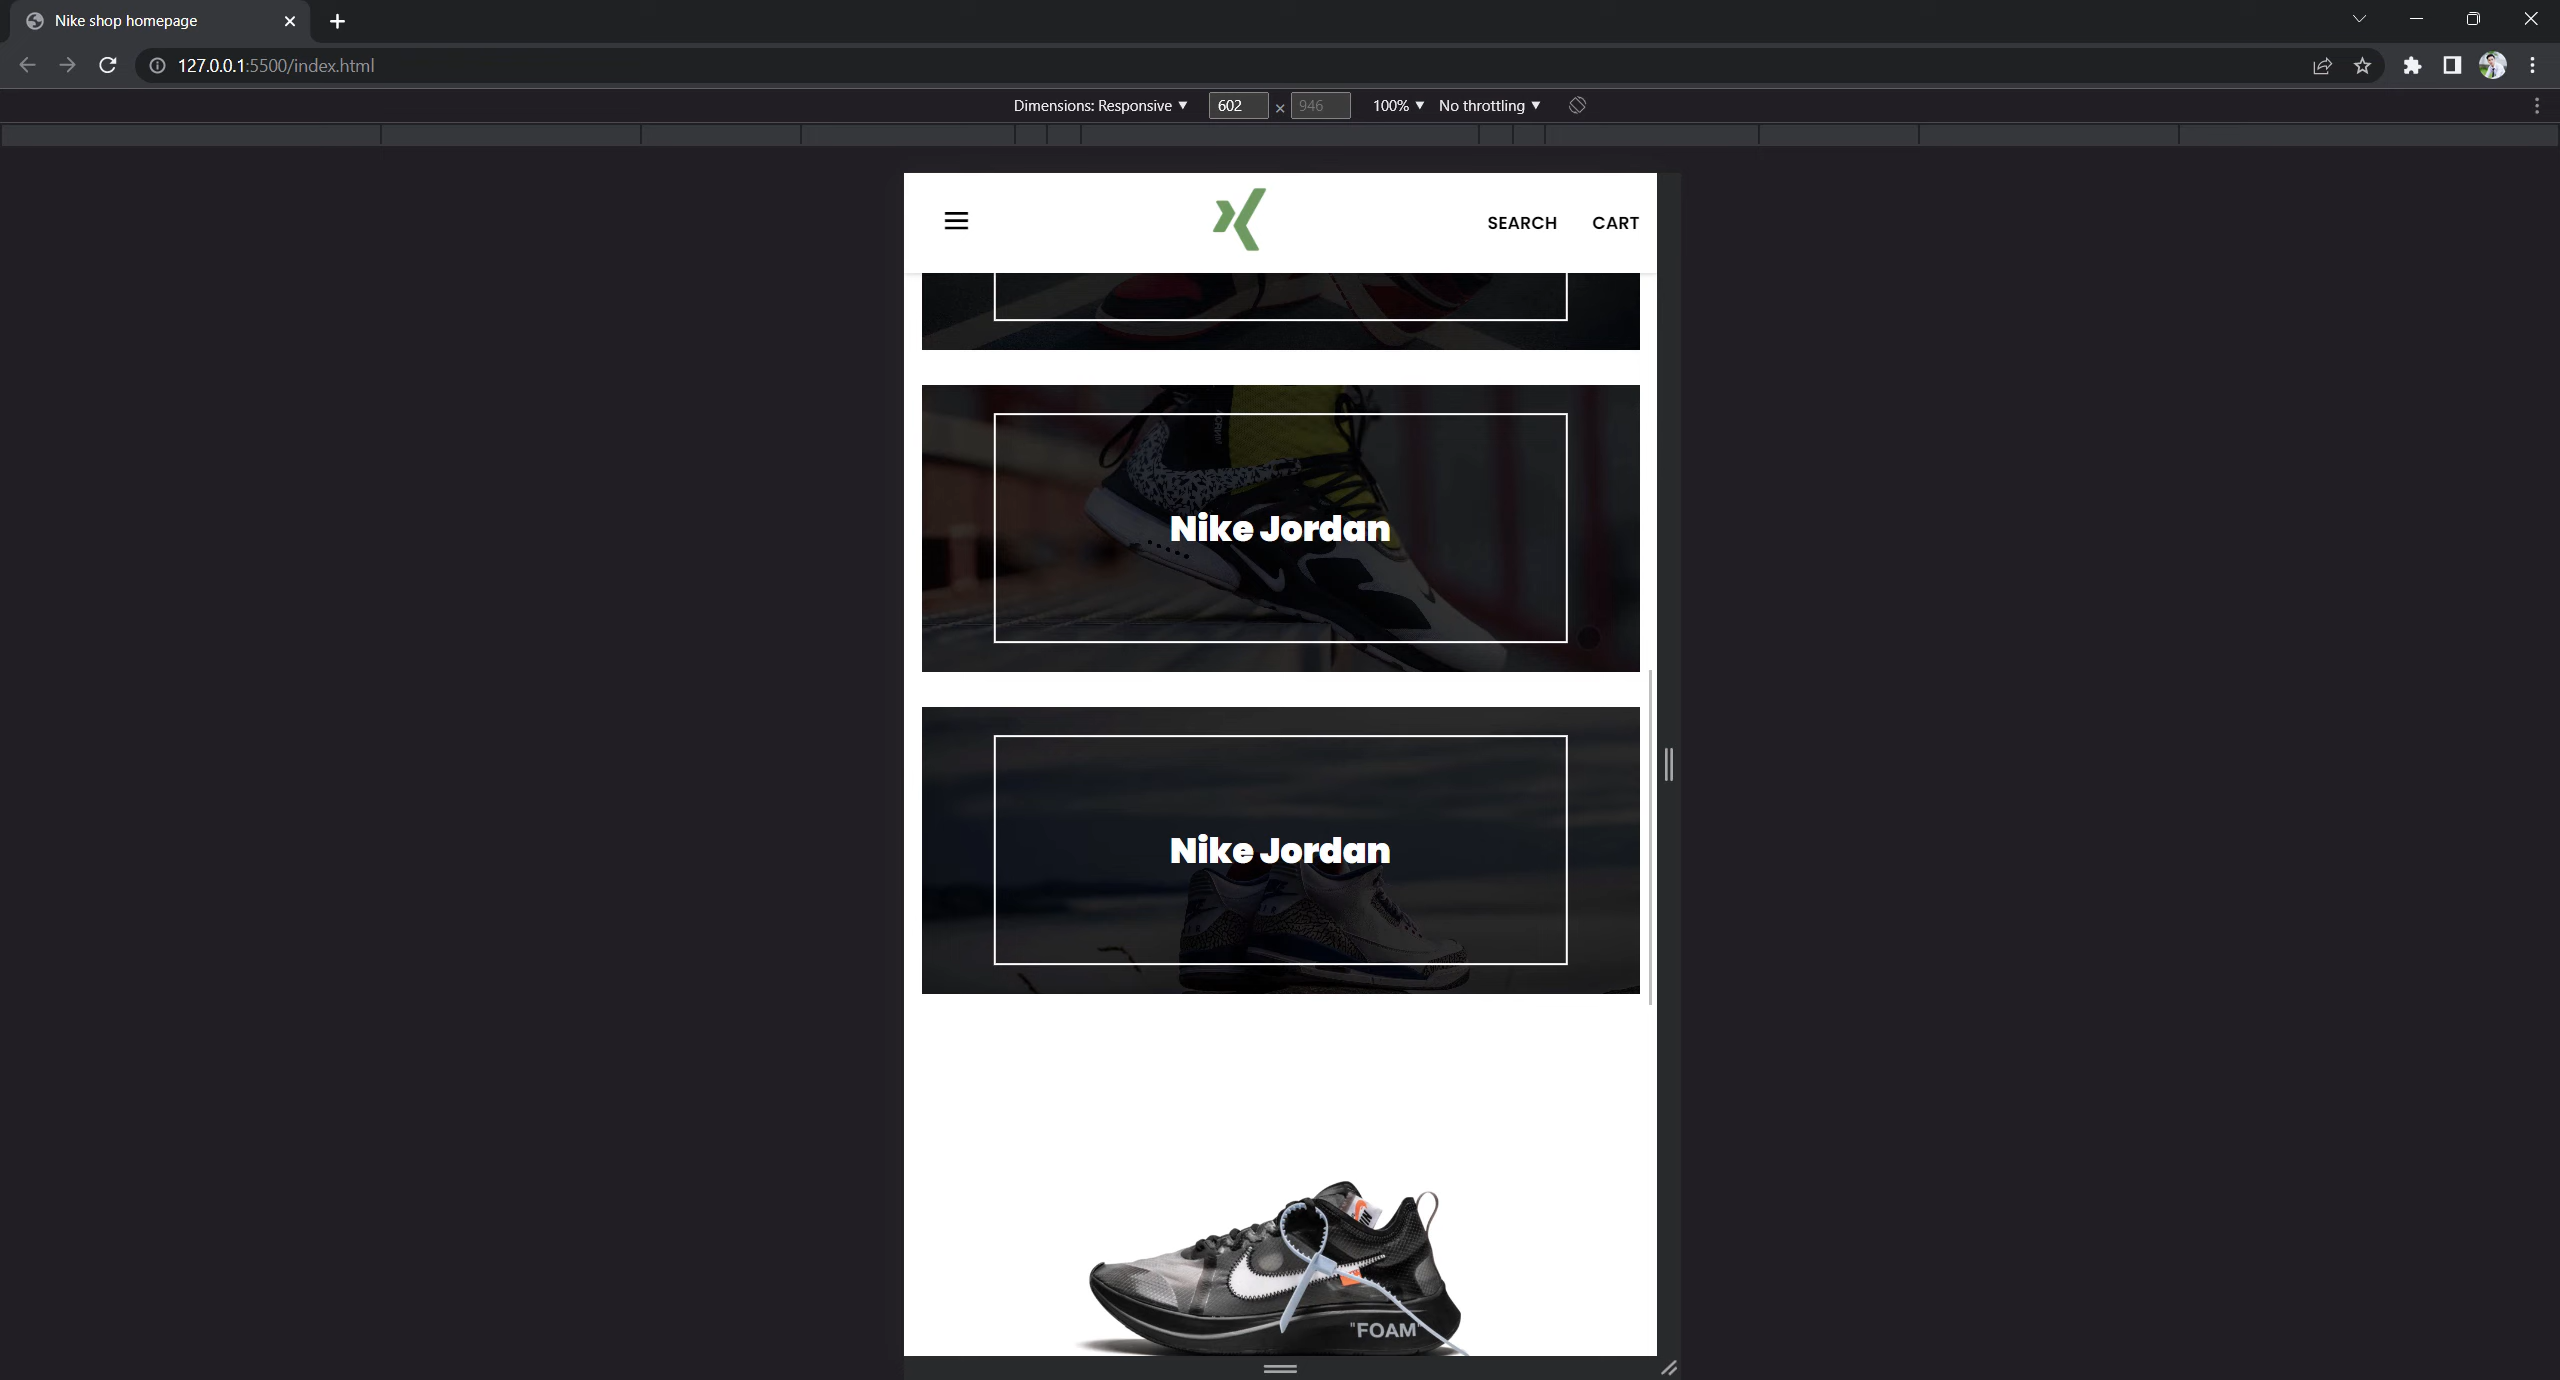 Nike shop homepage
127.0.0.1:5500/index.html
Dimensions: Responsive 602 × 946 100% No throttling
SEARCH CART
Nike Jordan
Nike Jordan
"FOAM"